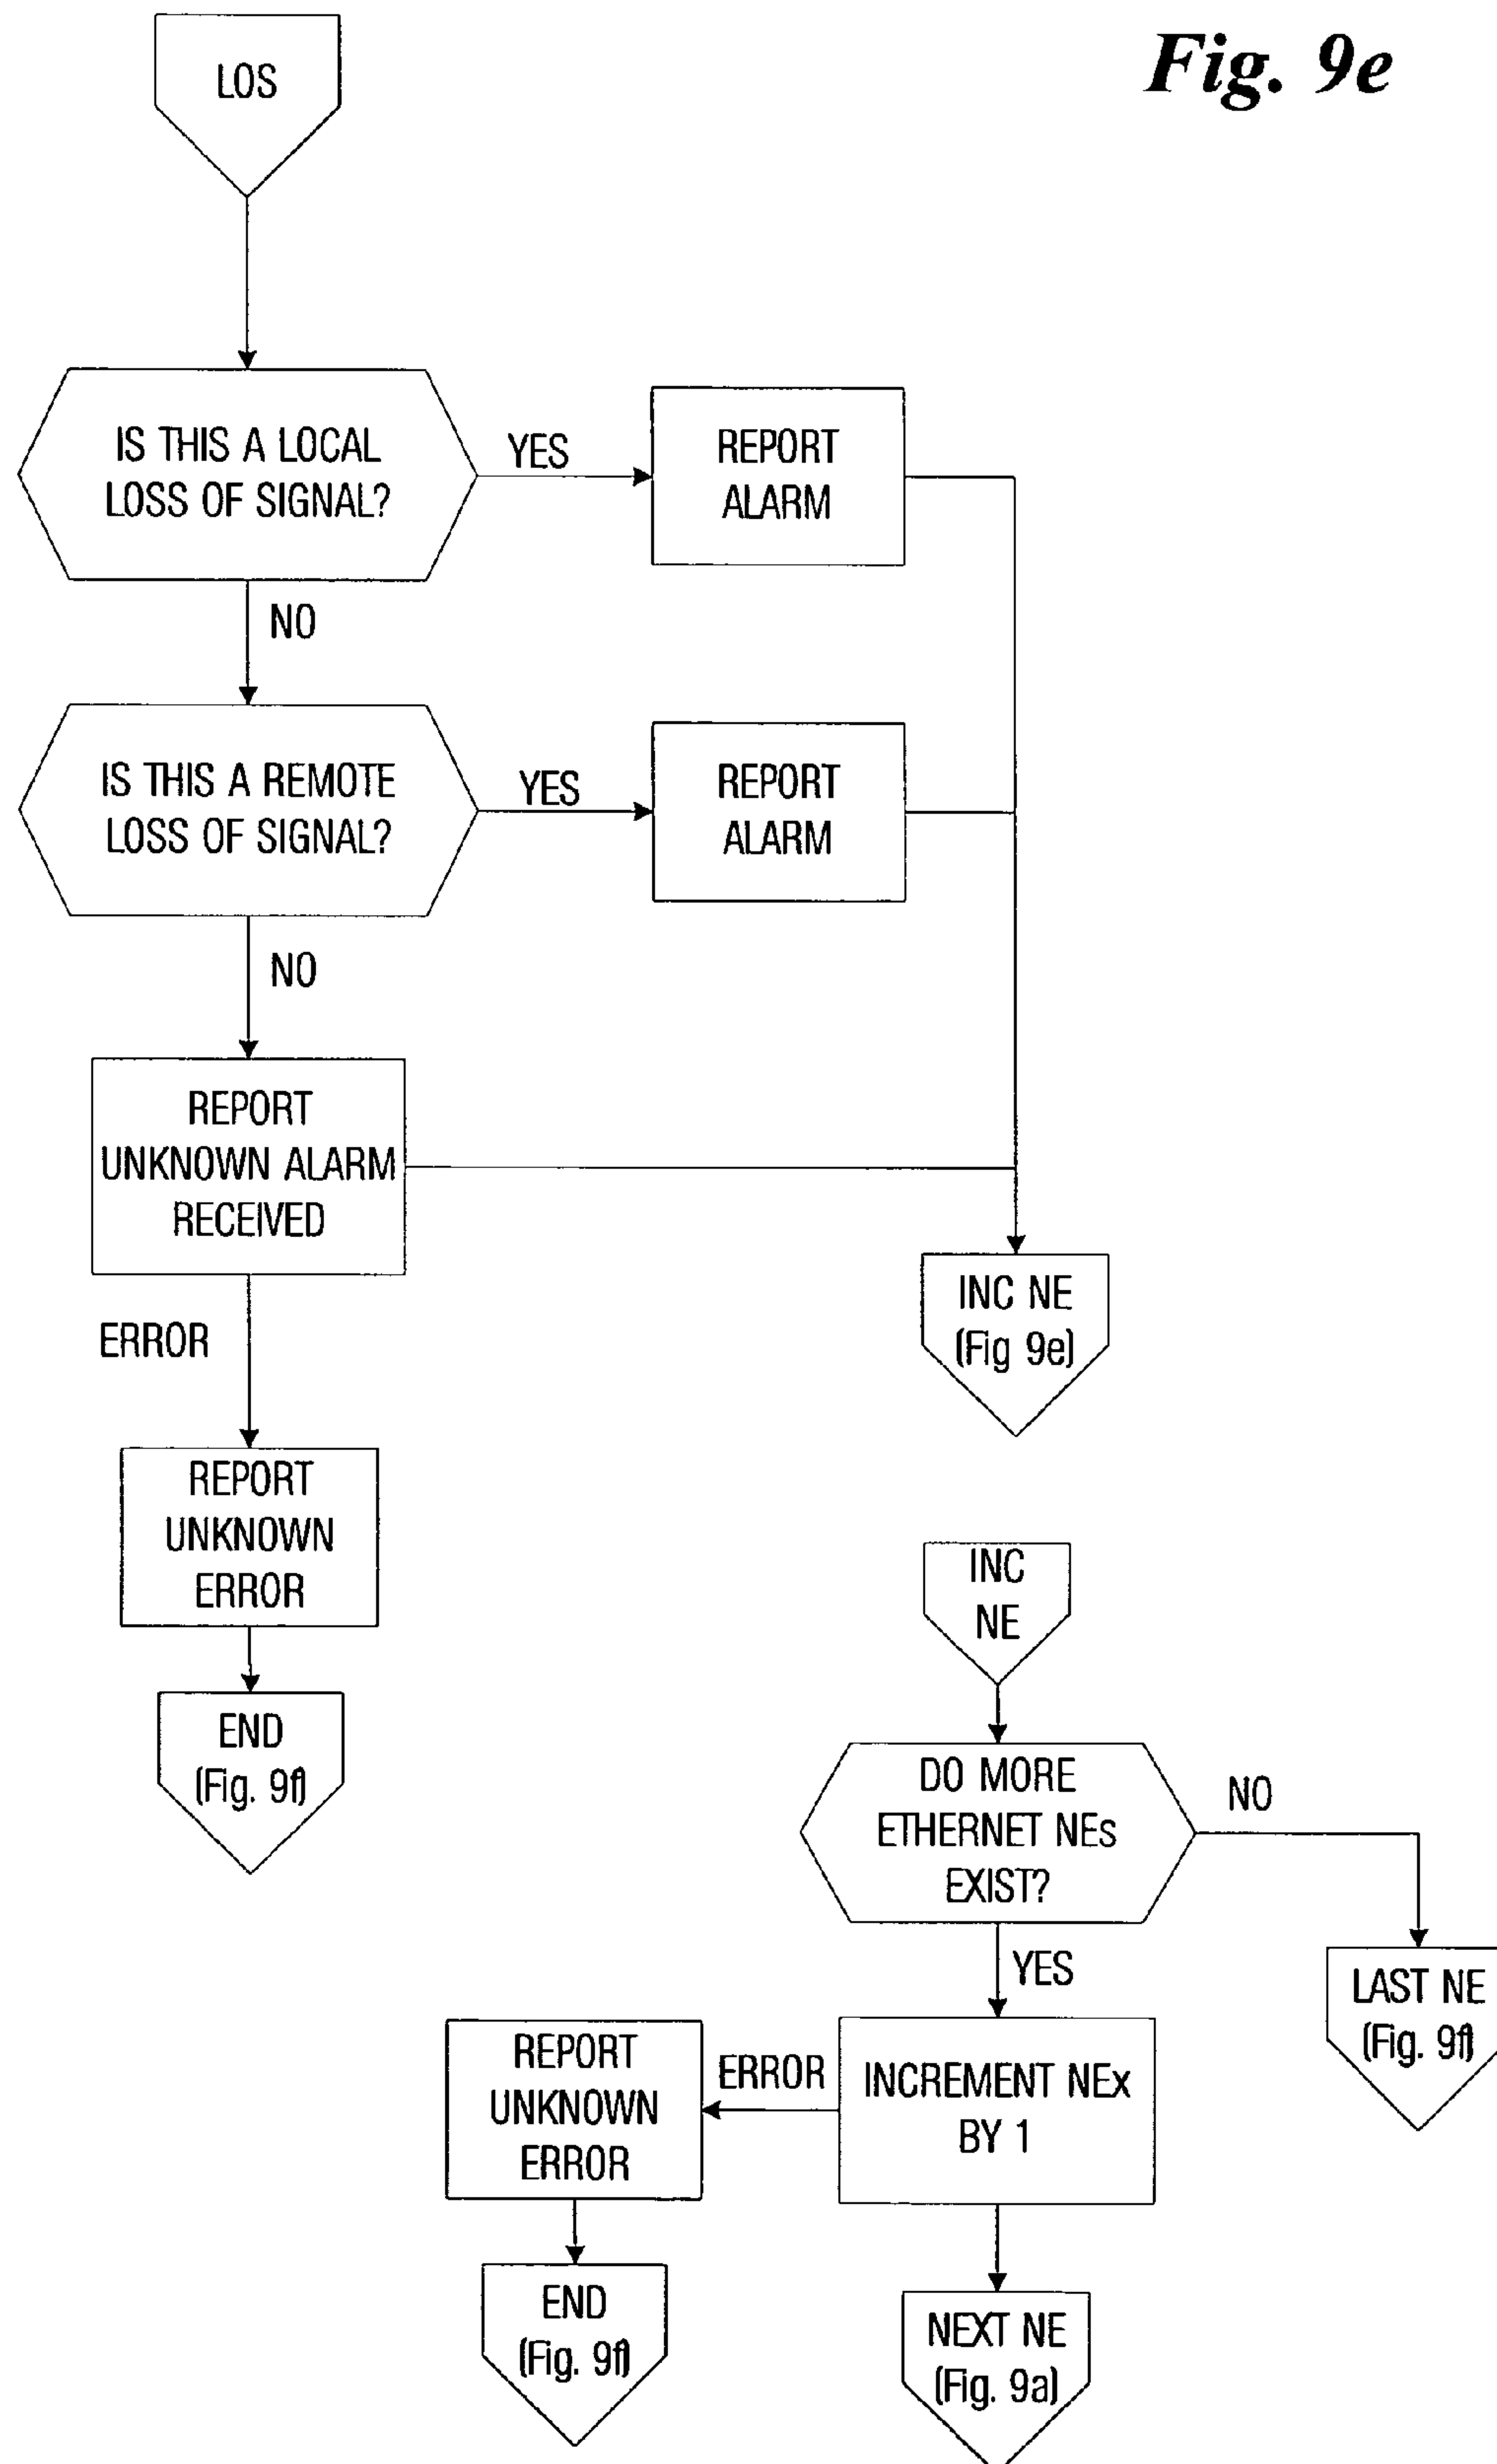 Fig. 9e
LOS
IS THIS A LOCAL
LOSS OF SIGNAL?
YES
REPORT
ALARM
NO
IS THIS A REMOTE
LOSS OF SIGNAL?
YES
REPORT
ALARM
NO
REPORT
UNKNOWN ALARM
RECEIVED
INC NE
(Fig 9e)
ERROR
REPORT
UNKNOWN
ERROR
END
(Fig. 9f)
INC
NE
DO MORE
ETHERNET NEs
EXIST?
NO
LAST NE
(Fig. 9f)
YES
INCREMENT NEx
BY 1
ERROR
REPORT
UNKNOWN
ERROR
END
(Fig. 9f)
NEXT NE
(Fig. 9a)